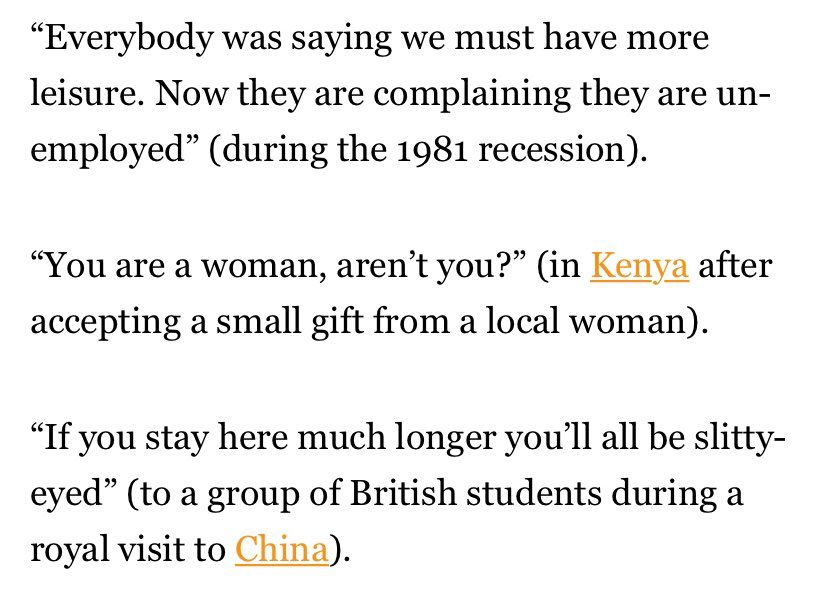 “Everybody was saying we must have more
leisure. Now they are complaining they are un-
employed” (during the 1981 recession).
“You are a woman, aren’t you?” (in Kenya after
accepting a small gift from a local woman).
“If you stay here much longer you’ll all be slitty-
eyed” (to a group of British students during a
royal visit to China).